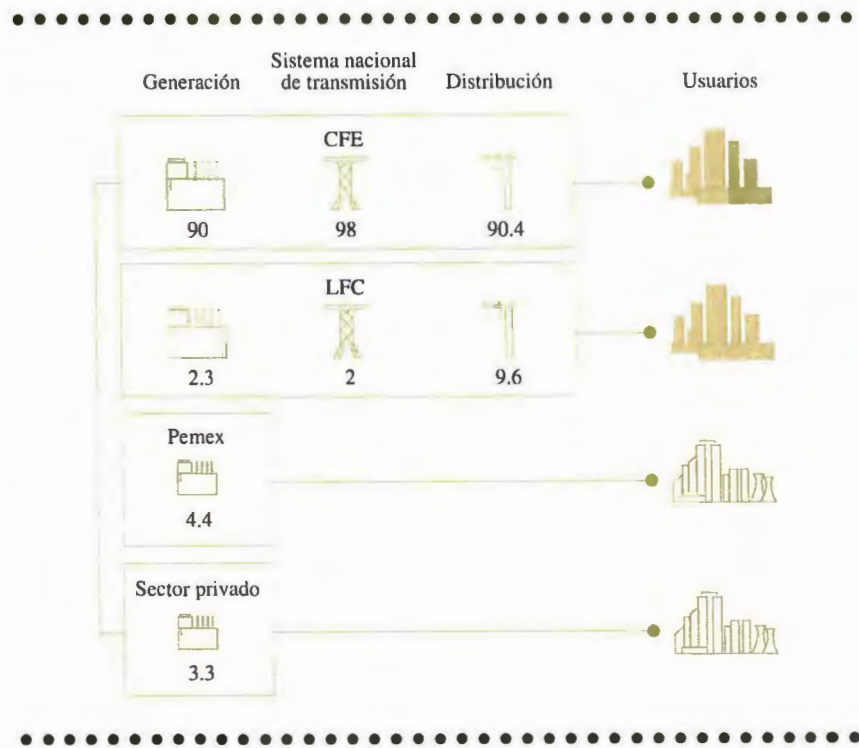 Generación
Sistema nacional
de transmisión
Distribución
Usuarios
CFE
90
98
90.4
LFC
2.3
2
9.6
Pemex
4.4
Sector privado
3.3